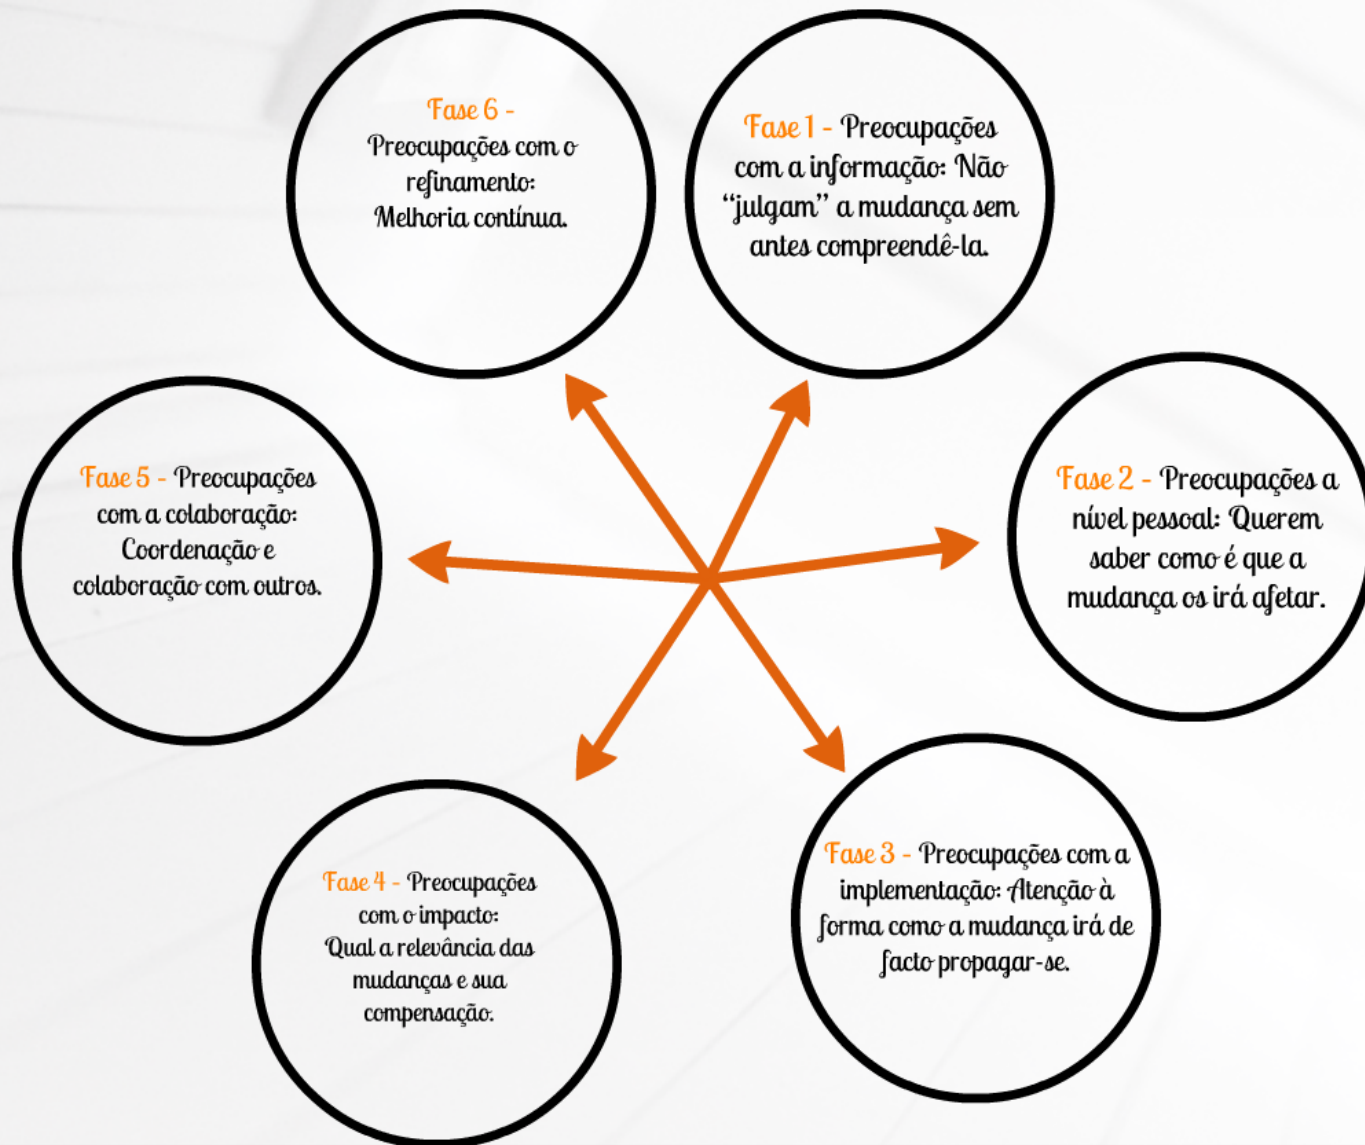 Fase 6 -
Preocupações com o
refinamento:
Melhoria contínua.
Fase 1 - Preocupações
com a informação: Não
“julgam” a mudança sem
antes compreendê-la.
Fase 2 - Preocupações a
nível pessoal: Querem
saber como é que a
mudança os irá afetar.
Fase 3 - Preocupações com a
implementação: Atenção à
forma como a mudança irá de
facto propagar-se.
Fase 4 - Preocupações
com o impacto:
Qual a relevância das
mudanças e sua
compensação.
Fase 5 - Preocupações
com a colaboração:
Coordenação e
colaboração com outros.